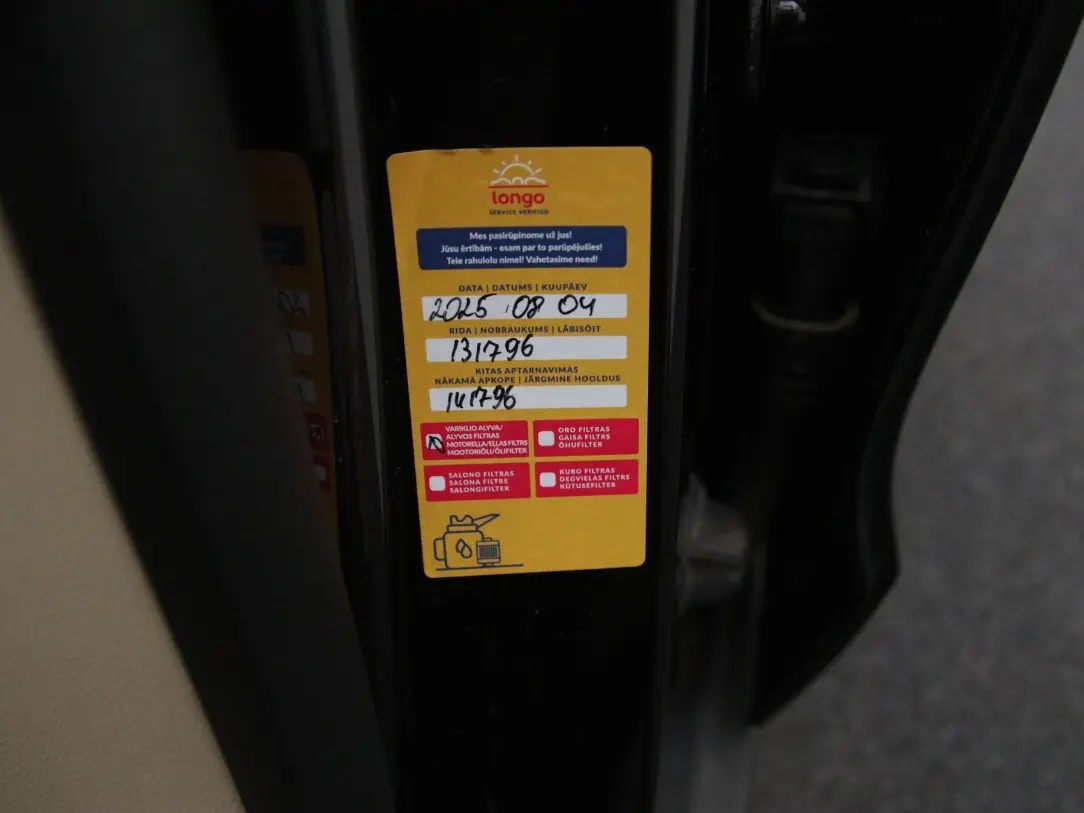 longo
SERVICE VERIFIED
Mes pasirūpinome už jus!
Jūsu ērtībām - esam par to parūpējušies!
Teie rahulolu nimel! Vahetasime need!
DATA | DATUMS | KUUPÄEV
2025 08 04
RIDA | NOBRAUKUMS | LÄBISÕIT
131796
KITAS APTARNAVIMAS
NĀKAMĀ APKOPE | JÄRGMINE HOOLDUS
141796
VARIKLIO ALYVA/
ALYVOS FILTRAS
MOTOREĻĻA/EĻĻAS FILTRS
MOOTORIÕLI/ÕLIFILTER
ORO FILTRAS
GAISA FILTRS
ÕHUFILTER
SALONO FILTRAS
SALONA FILTRS
SALONGIFILTER
KURO FILTRAS
DEGVIELAS FILTRS
KÜTUSEFILTER